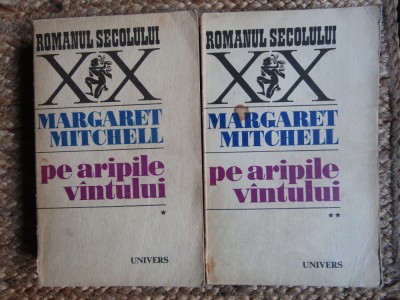 ROMANUL SECOLULUI
XX
MARGARET
MITCHELL
pe aripile
vîntului
*
UNIVERS
ROMANUL SECOLULUI
XX
MARGARET
MITCHELL
pe aripile
vîntului
**
UNIVERS